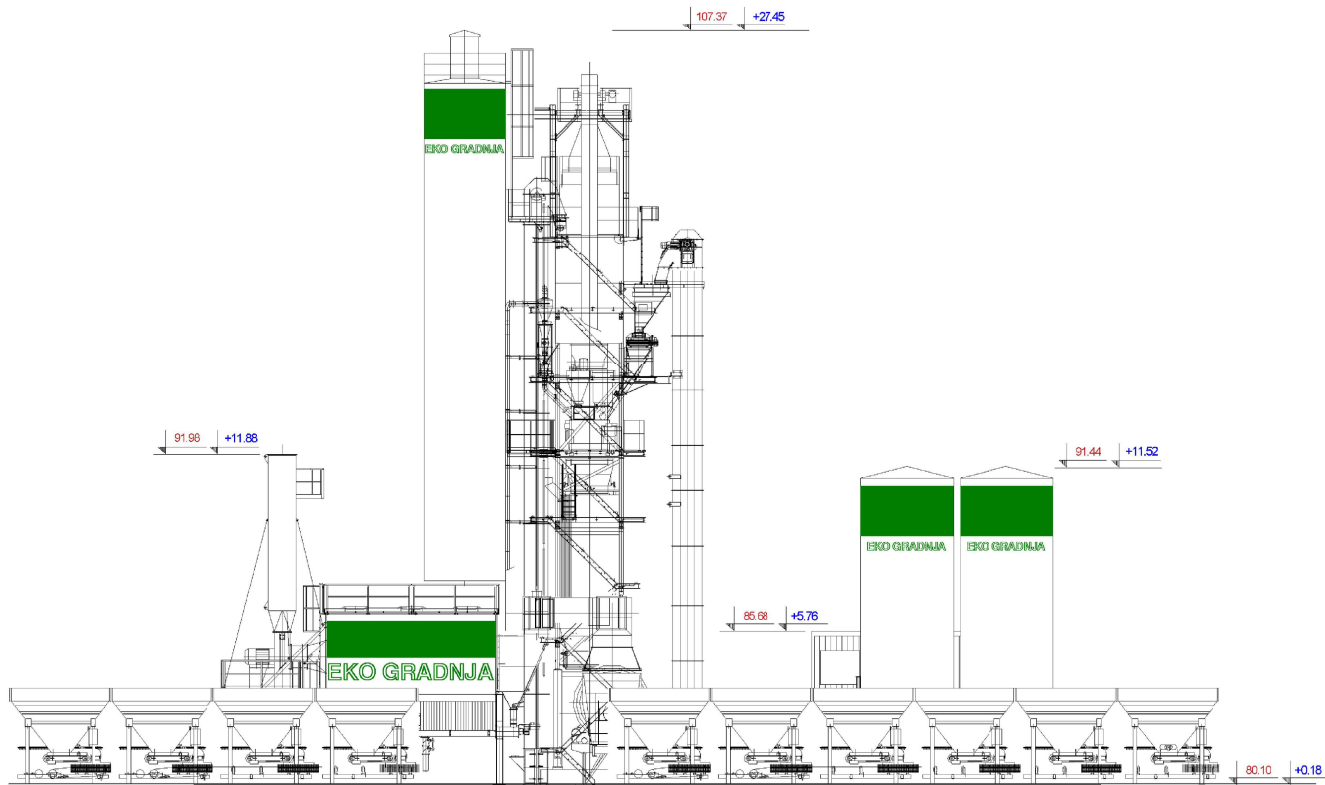 107.37 +27.45
EKO GRADNJA
91.98 +11.88
91.44 +11.52
EKO GRADNJA EKO GRADNJA
85.68 +5.76
EKO GRADNJA
80.10 +0.18